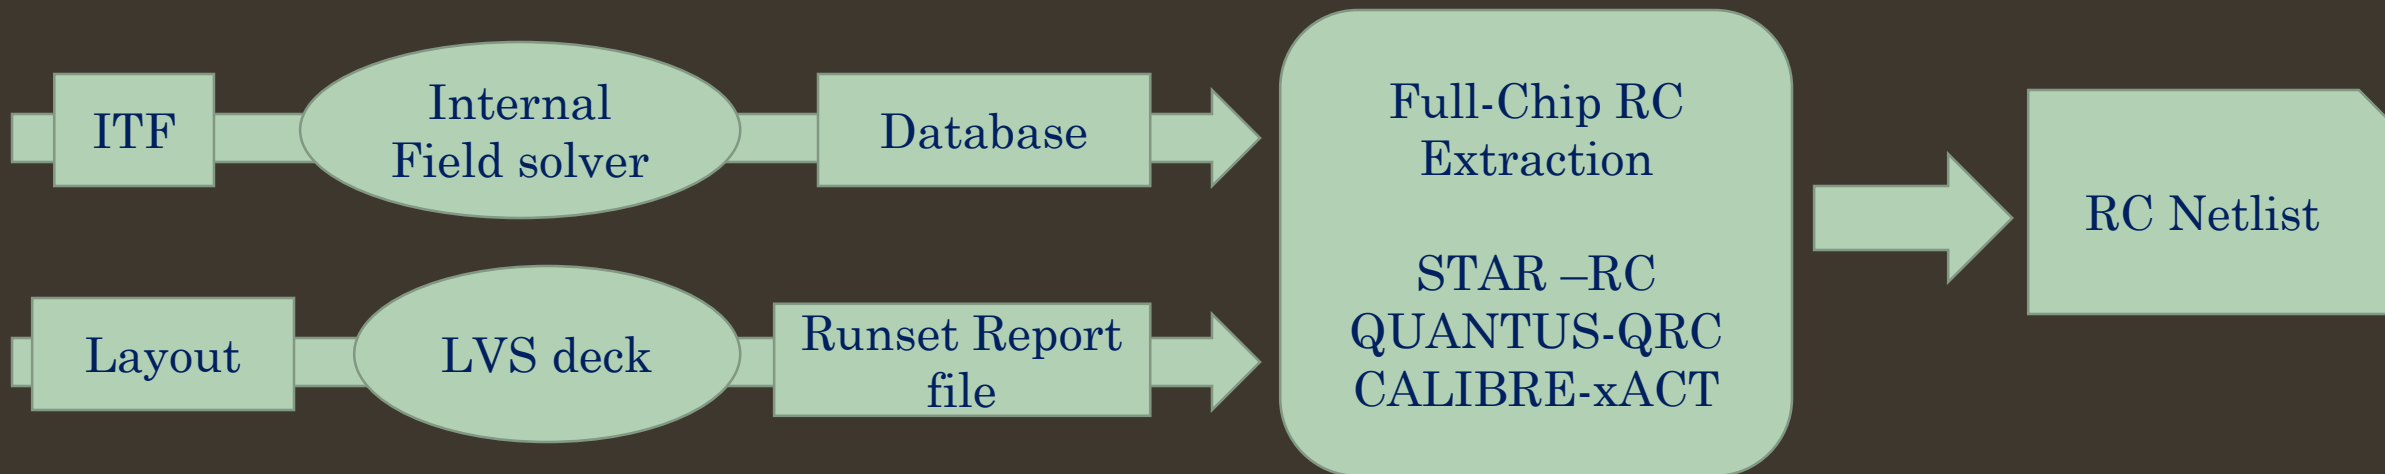 ITF
Internal
Field solver
Database
Layout
LVS deck
Runset Report
file
Full-Chip RC
Extraction
STAR –RC
QUANTUS-QRC
CALIBRE-xACT
RC Netlist